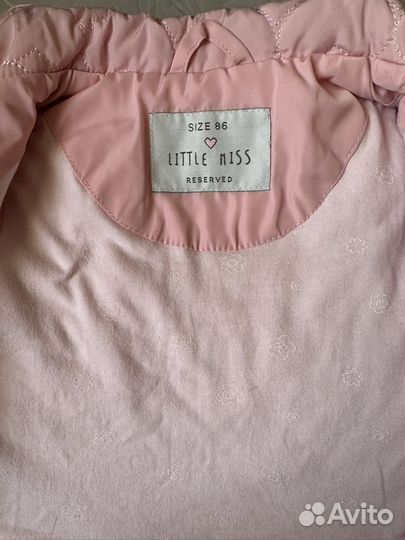 SIZE 86
LITTLE MISS
RESERVED
Avito